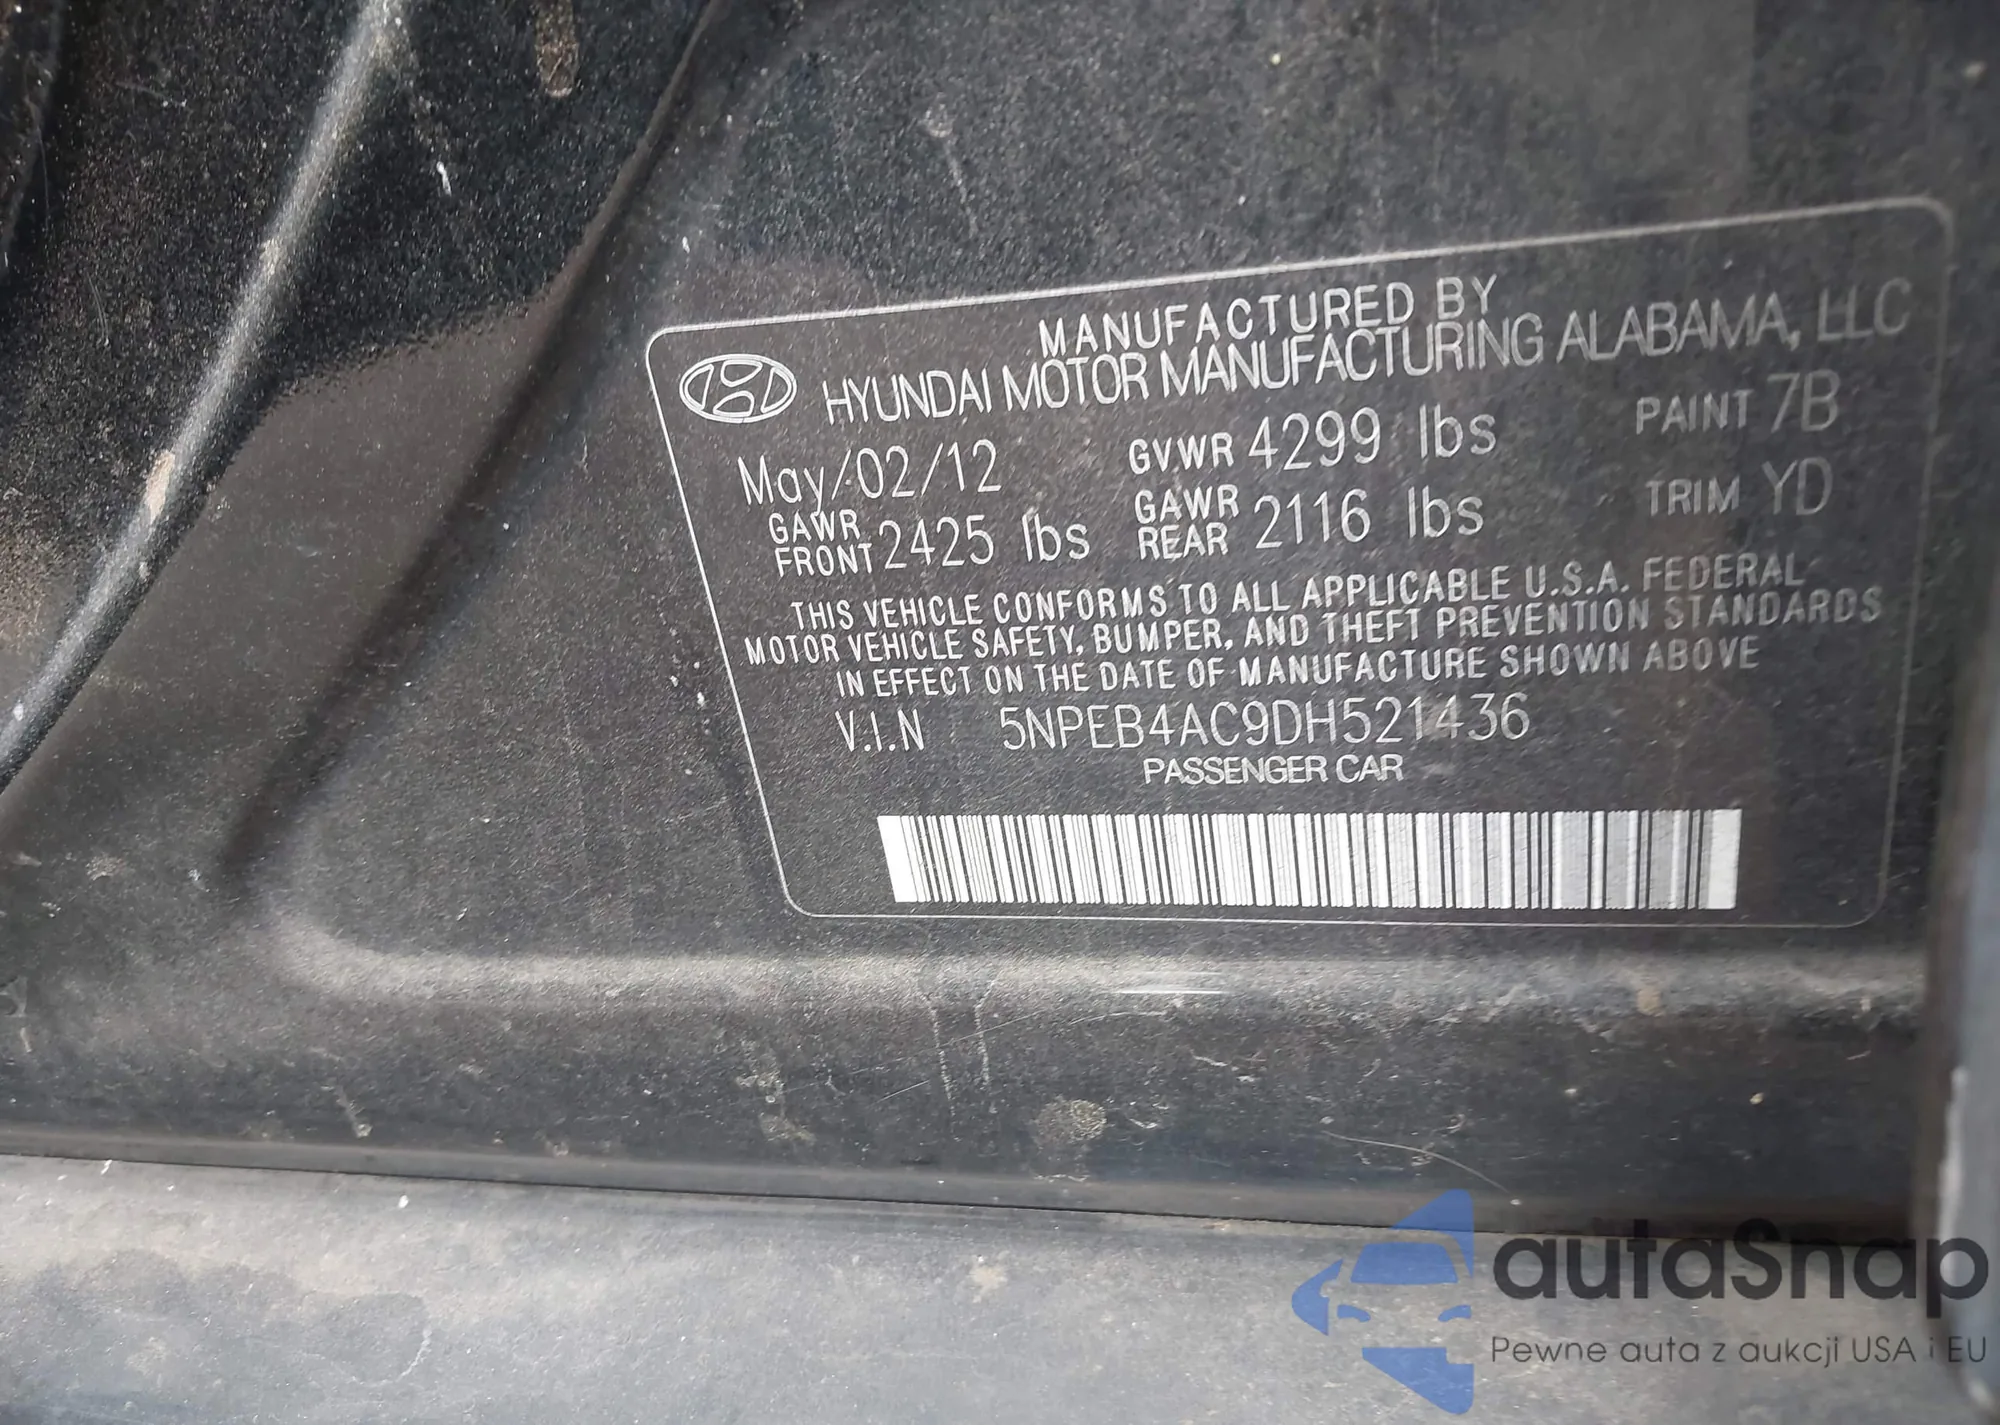 MANUFACTURED BY
HYUNDAI MOTOR MANUFACTURING ALABAMA, LLC
May/02/12 GVWR 4299 lbs PAINT 7B
GAWR FRONT 2425 lbs GAWR REAR 2116 lbs TRIM YD
THIS VEHICLE CONFORMS TO ALL APPLICABLE U.S.A. FEDERAL
MOTOR VEHICLE SAFETY, BUMPER, AND THEFT PREVENTION STANDARDS
IN EFFECT ON THE DATE OF MANUFACTURE SHOWN ABOVE
V.I.N 5NPEB4AC9DH521436
PASSENGER CAR
autaSnap
Pewne auta z aukcji USA i EU